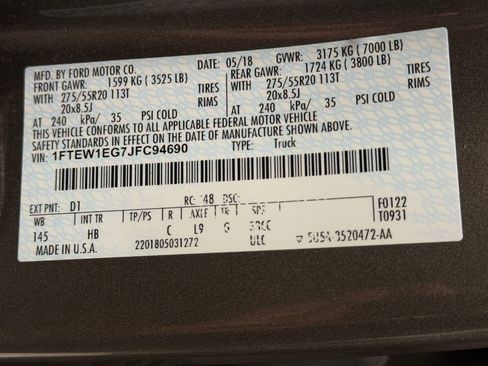 MFD. BY FORD MOTOR CO. DATE: 05/18 GVWR: 3175 KG (7000 LB)
FRONT GAWR: 1599 KG (3525 LB) REAR GAWR: 1724 KG (3800 LB)
WITH 275/55R20 113T TIRES WITH 275/55R20 113T TIRES
20x8.5J RIMS 20x8.5J RIMS
AT 240 kPa/ 35 PSI COLD AT 240 kPa/ 35 PSI COLD
THIS VEHICLE CONFORMS TO ALL APPLICABLE FEDERAL MOTOR VEHICLE
SAFETY STANDARDS IN EFFECT ON THE DATE OF MANUFACTURE SHOWN ABOVE.
VIN: 1FTEW1EG7JFC94690 TYPE: Truck
EXT PNT: D1 RC: 48 DSO: F0122
WB INT TR TP/PS R AXLE TR SPR T0931
145 HB C L9 G
MADE IN U.S.A. 2201805031272 ULC